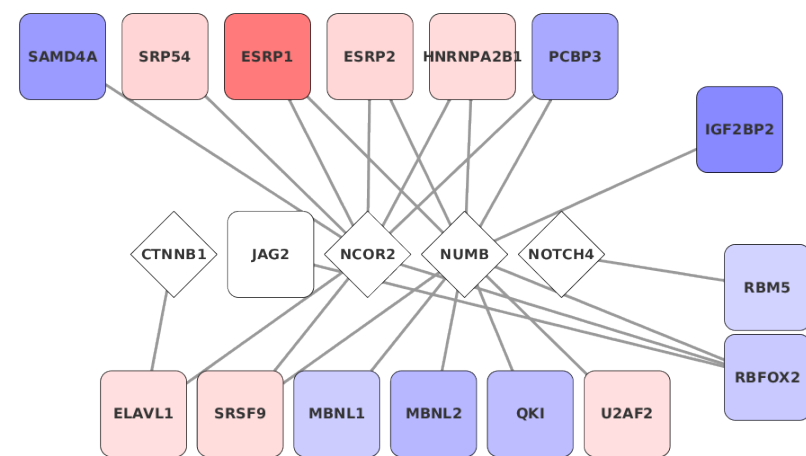 SAMD4A
SRP54
ESRP1
ESRP2
HNRNPA2B1
PCBP3
IGF2BP2
CTNNB1
JAG2
NCOR2
NUMB
NOTCH4
RBM5
RBFOX2
ELAVL1
SRSF9
MBNL1
MBNL2
QKI
U2AF2